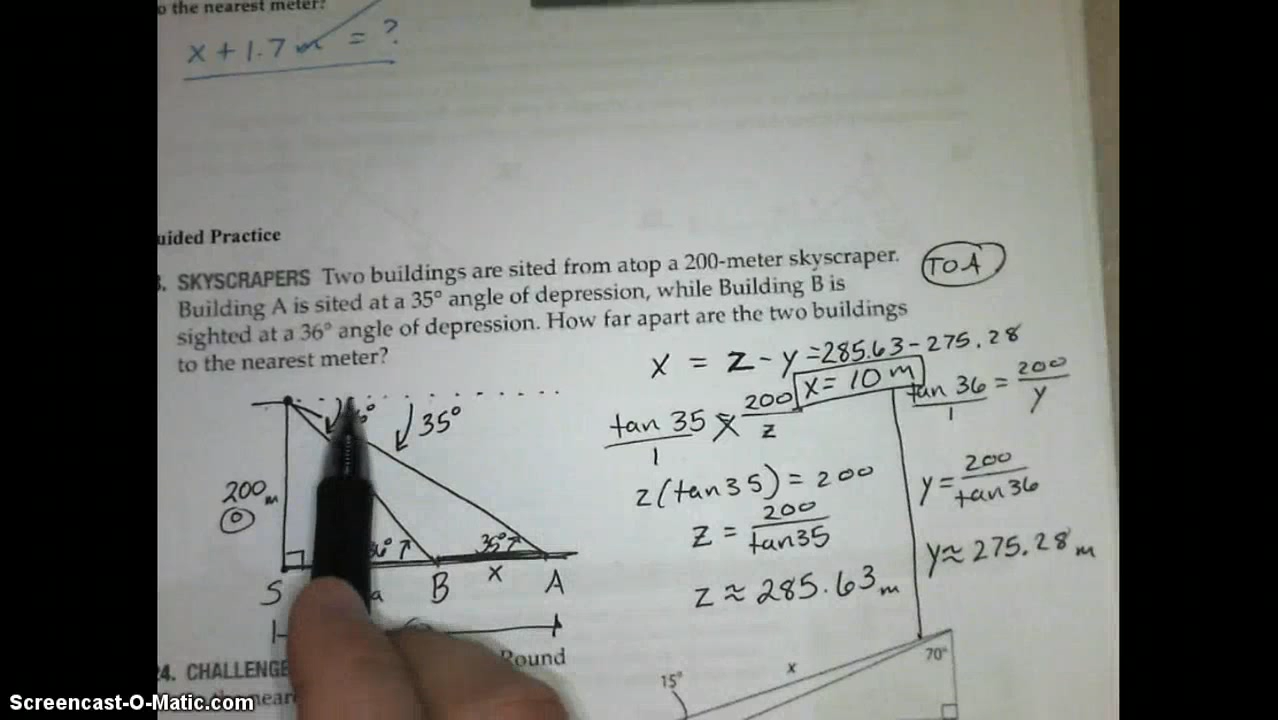 o the nearest meter?
x + 1.7 m = ?
uided Practice
3. SKYSCRAPERS Two buildings are sited from atop a 200-meter skyscraper.
Building A is sited at a 35° angle of depression, while Building B is
sighted at a 36° angle of depression. How far apart are the two buildings
to the nearest meter?
TOA
x = z - y = 285.63 - 275.28
x = 10 m
tan 35 / 1 = 200 / z
z (tan 35) = 200
z = 200 / tan 35
z ≈ 285.63 m
tan 36 / 1 = 200 / y
y = 200 / tan 36
y ≈ 275.28 m
35°
200 m
O
36° 35°
S B x A
Round
24. CHALLENGE
near
15° x 70°
Screencast-O-Matic.com